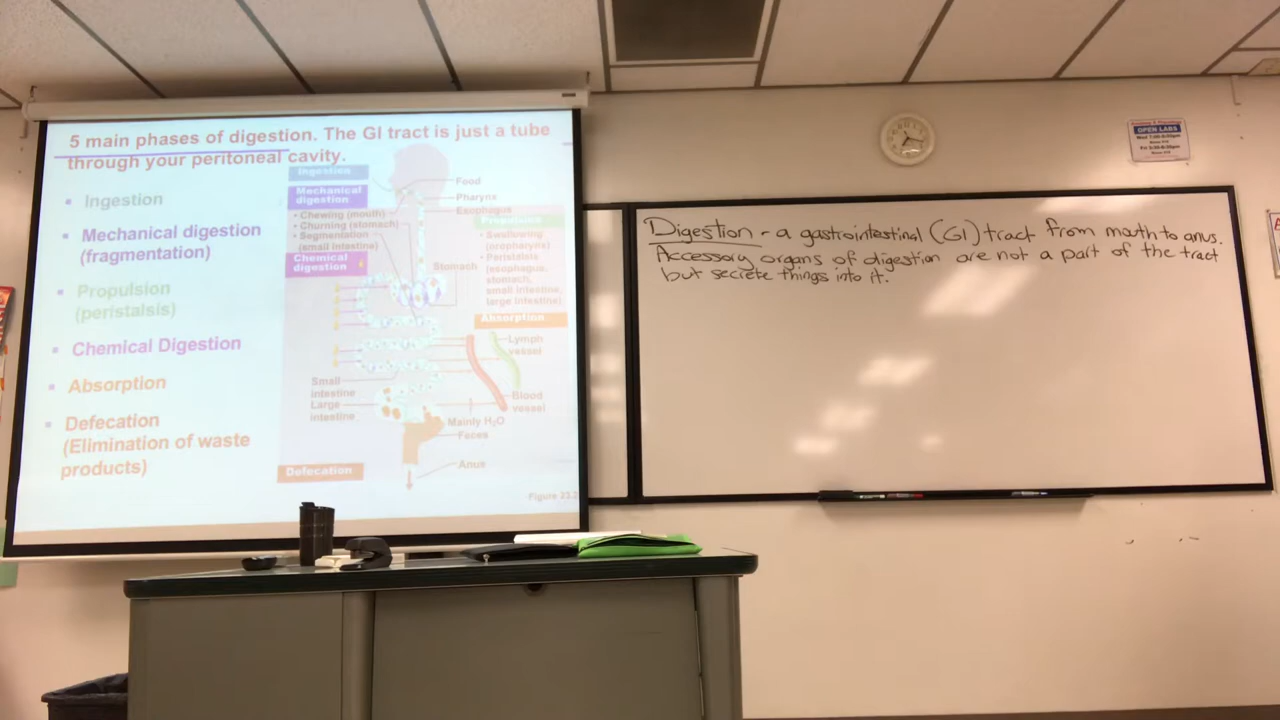 5 main phases of digestion. The GI tract is just a tube
through your peritoneal cavity.
Ingestion
Mechanical digestion
(fragmentation)
Propulsion
(peristalsis)
Chemical Digestion
Absorption
Defecation
(Elimination of waste
products)
Ingestion
Mechanical
digestion
• Chewing (mouth)
• Churning (stomach)
• Segmentation
(small intestine)
Chemical
digestion
Food
Pharynx
Esophagus
Propulsion
• Swallowing
(oropharynx)
• Peristalsis
(esophagus,
stomach,
small intestine,
large intestine)
Stomach
Absorption
Lymph
vessel
Small
intestine
Large
intestine
Blood
vessel
Mainly H2O
Feces
Anus
Defecation
Figure 23.2
Digestion - a gastrointestinal (GI) tract from mouth to anus.
Accessory organs of digestion are not a part of the tract
but secrete things into it.
OPEN LABS